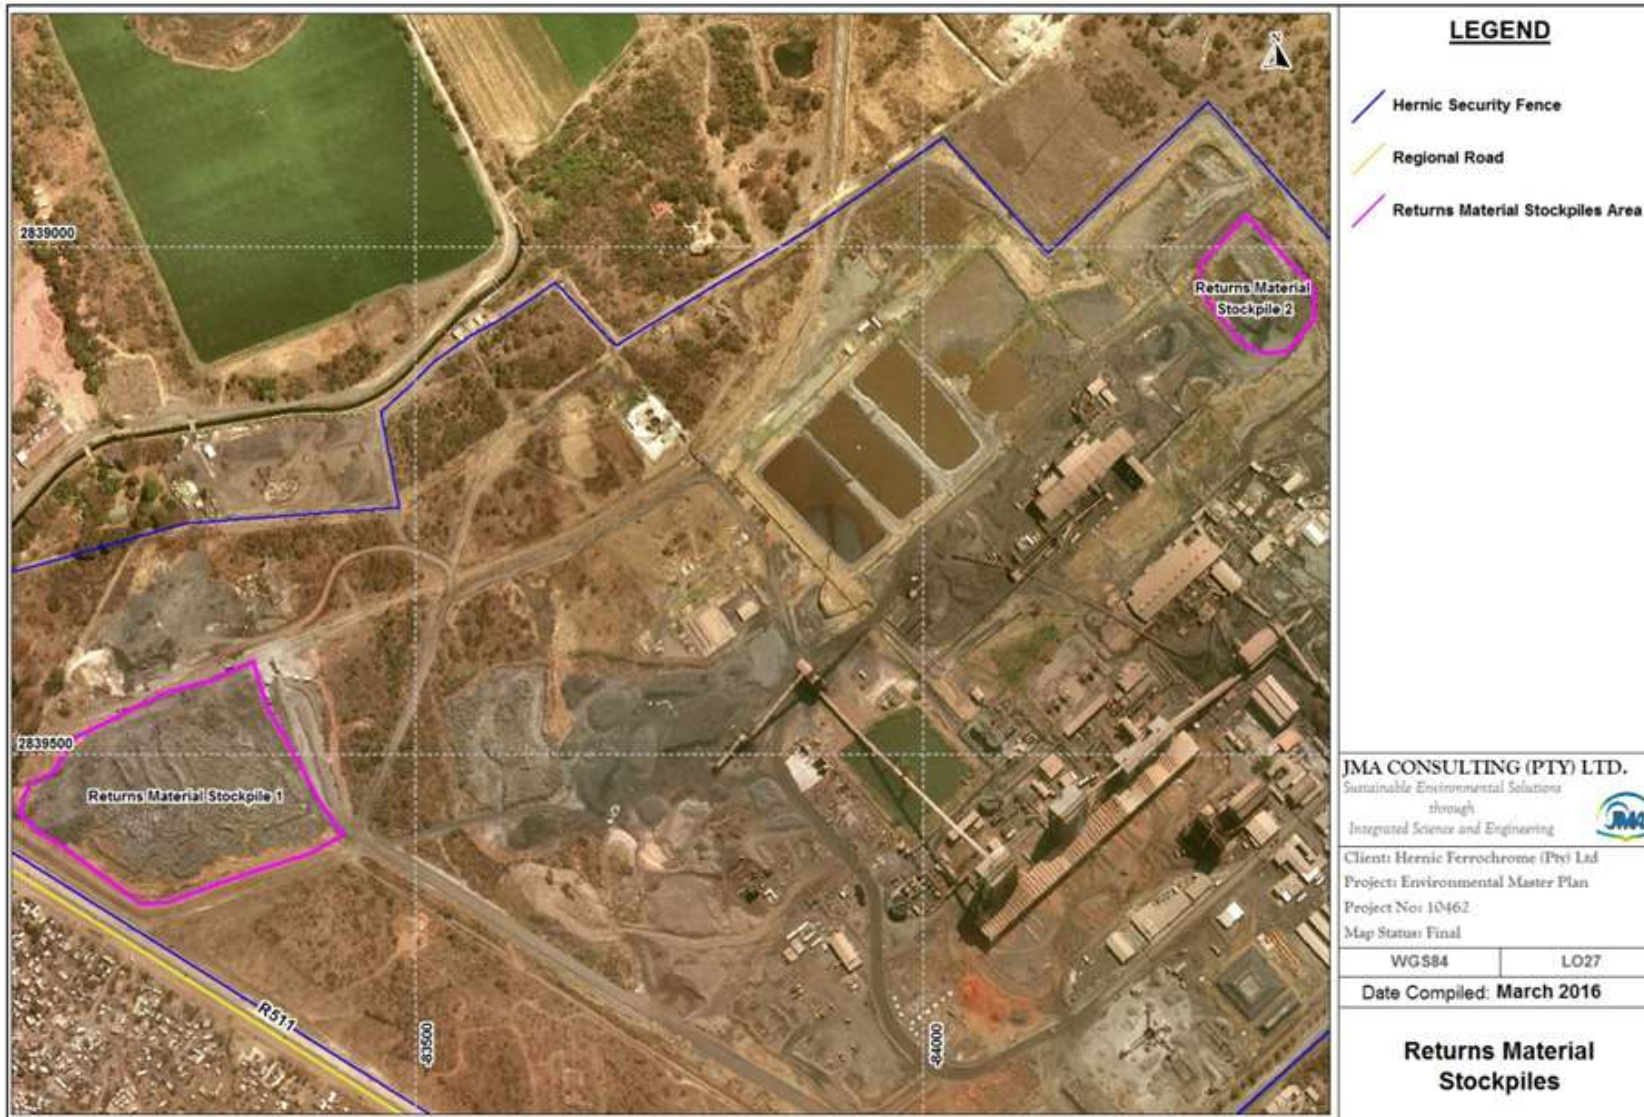 N
2839000
2839500
-83500
-84000
Returns Material
Stockpile 2
Returns Material Stockpile 1
R511
LEGEND
Hernic Security Fence
Regional Road
Returns Material Stockpiles Area
JMA CONSULTING (PTY) LTD.
Sustainable Environmental Solutions
through
Integrated Science and Engineering
JMA
Client: Hernic Ferrochrome (Pty) Ltd
Project: Environmental Master Plan
Project No: 10462
Map Status: Final
WGS84
LO27
Date Compiled: March 2016
Returns Material
Stockpiles